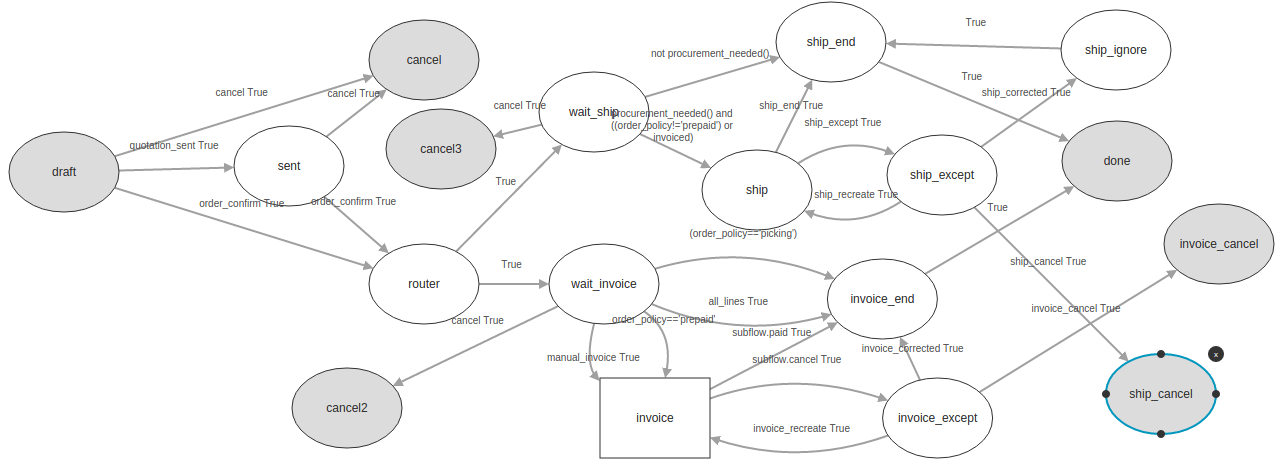 True
ship_end
ship_ignore
not procurement_needed()
cancel
True
cancel True
cancel True
ship_corrected True
cancel True
wait_ship
ship_end True
procurement_needed() and
((order_policy!='prepaid') or
invoiced)
ship_except True
cancel3
quotation_sent True
draft
sent
done
ship_except
ship
True
ship_recreate True
order_confirm True
order_confirm True
True
(order_policy=='picking')
invoice_cancel
ship_cancel True
True
router
wait_invoice
invoice_end
all_lines True
invoice_cancel True
cancel True
order_policy=='prepaid'
subflow.paid True
invoice_corrected True
manual_invoice True
subflow.cancel True
x
ship_cancel
cancel2
invoice
invoice_except
invoice_recreate True